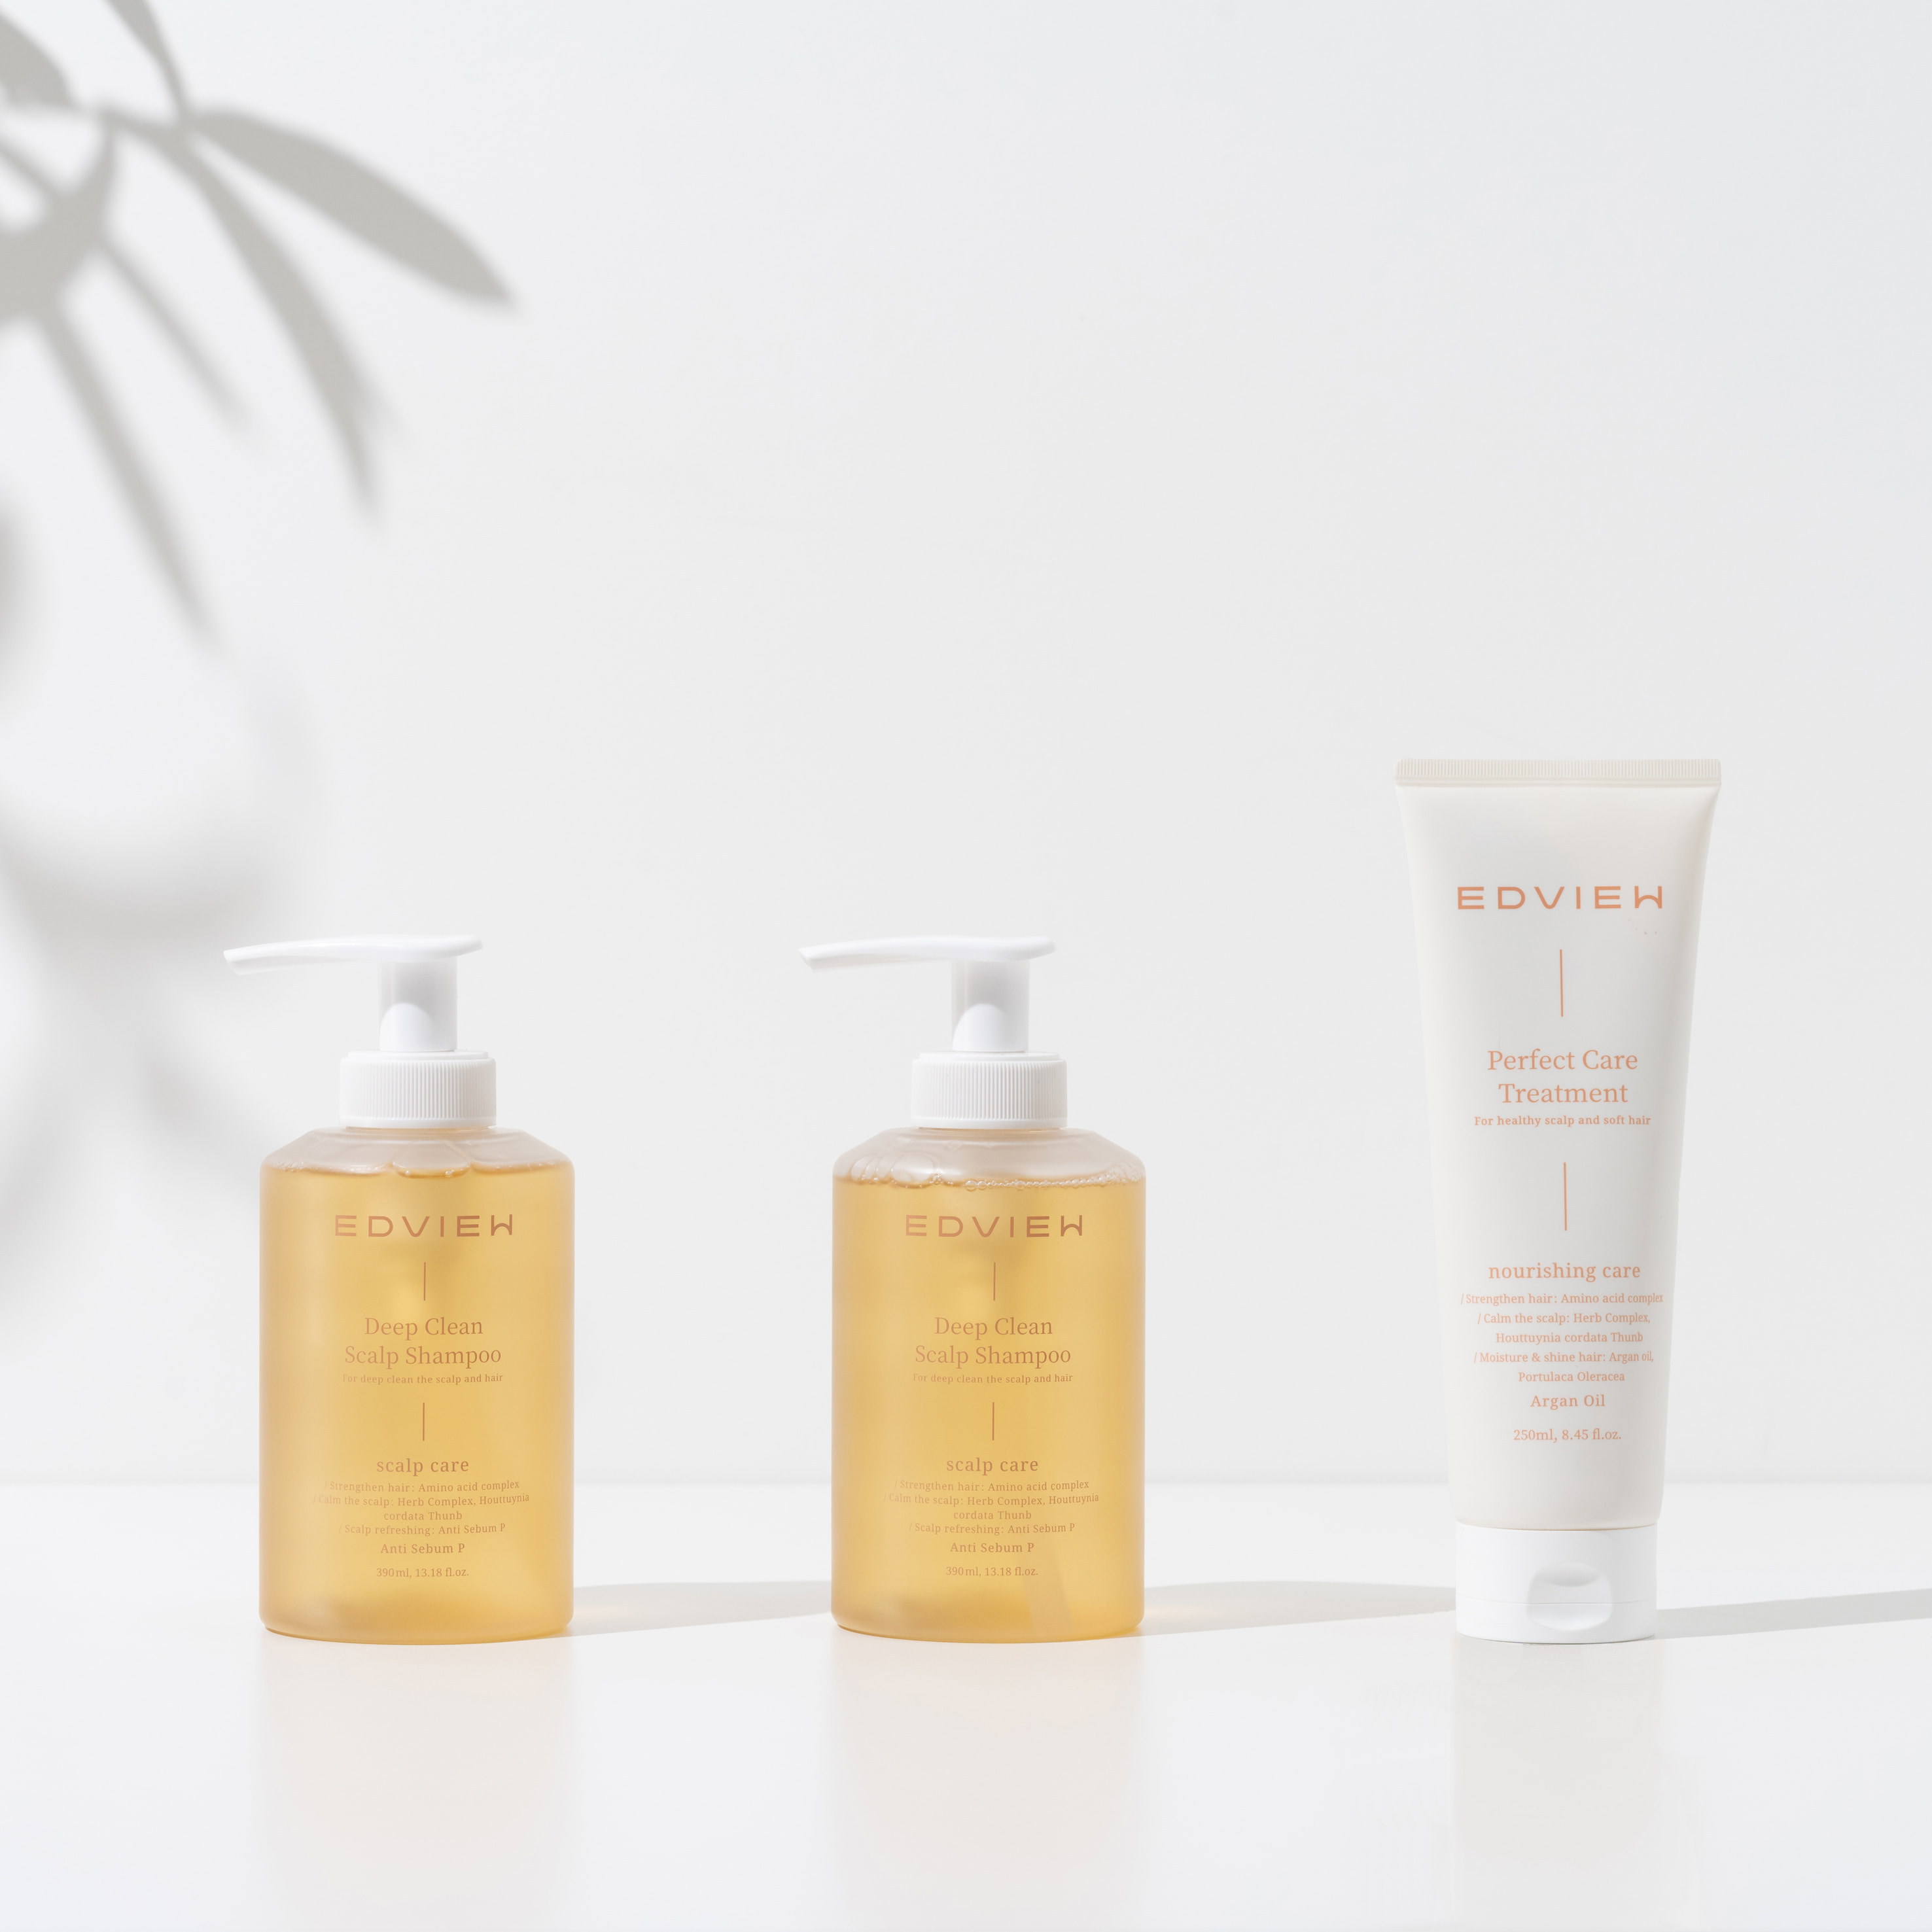 EDVIEW
Deep Clean
Scalp Shampoo
For deep clean the scalp and hair
scalp care
/ Strengthen hair: Amino acid complex
/ Calm the scalp: Herb Complex, Houttuynia
cordata Thunb
/ Scalp refreshing: Anti Sebum P
Anti Sebum P
390ml, 13.18 fl.oz.
EDVIEW
Deep Clean
Scalp Shampoo
For deep clean the scalp and hair
scalp care
/ Strengthen hair: Amino acid complex
/ Calm the scalp: Herb Complex, Houttuynia
cordata Thunb
/ Scalp refreshing: Anti Sebum P
Anti Sebum P
390ml, 13.18 fl.oz.
EDVIEW
Perfect Care
Treatment
For healthy scalp and soft hair
nourishing care
/ Strengthen hair: Amino acid complex
/ Calm the scalp: Herb Complex,
Houttuynia cordata Thunb
/ Moisture & shine hair: Argan oil,
Portulaca Oleracea
Argan Oil
250ml, 8.45 fl.oz.